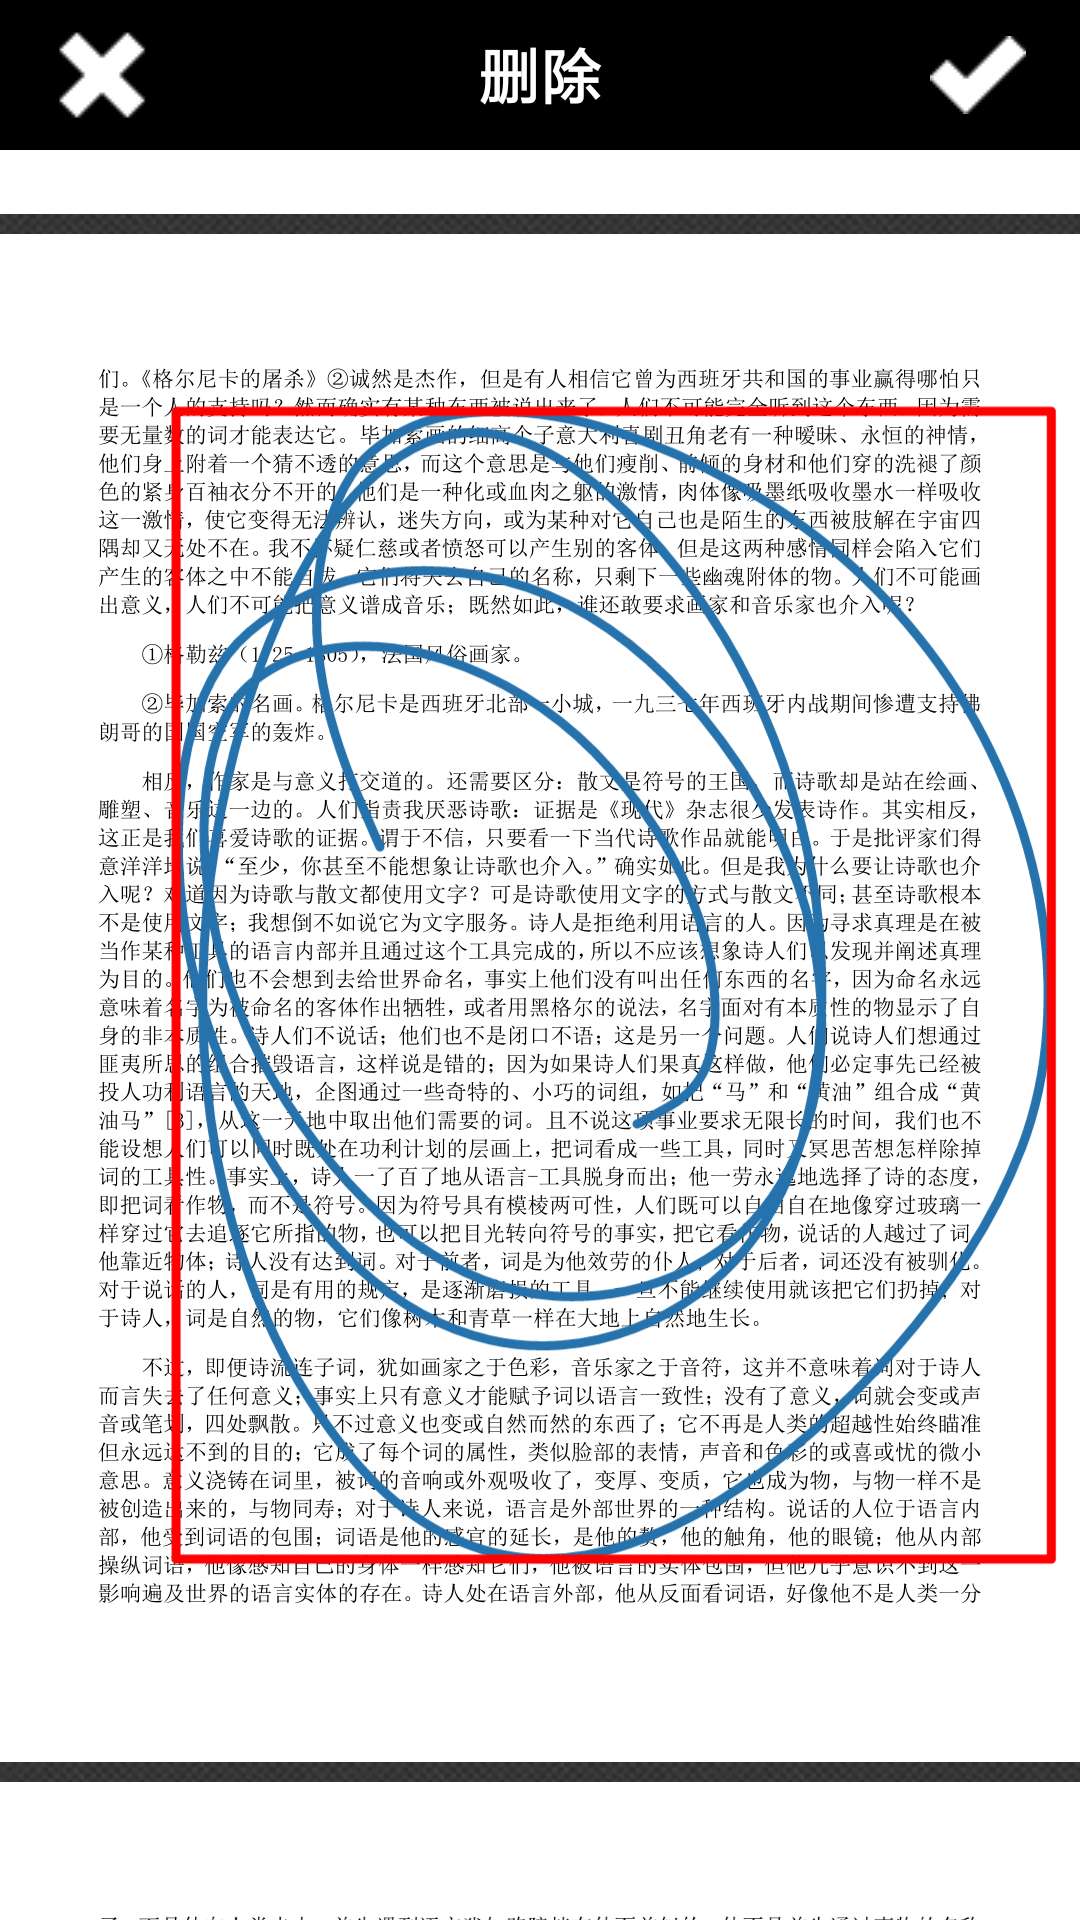 删除
们。《格尔尼卡的屠杀》②诚然是杰作，但是有人相信它曾为西班牙共和国的事业赢得哪怕只
是一个人的支持吗？然而确实有某种东西被说出来了，人们不可能完全听到这个东西，因为需
要无量数的词才能表达它。毕加索画的细高个子意大利喜剧丑角老有一种暧昧、永恒的神情，
他们身上附着一个猜不透的意思，而这个意思是与他们瘦削、前倾的身材和他们穿的洗褪了颜
色的紧身百袖衣分不开的。他们是一种化或血肉之躯的激情，肉体像吸墨纸吸收墨水一样吸收
这一激情，使它变得无法辨认，迷失方向，或为某种对它自己也是陌生的东西被肢解在宇宙四
隅却又无处不在。我不怀疑仁慈或者愤怒可以产生别的客体，但是这两种感情同样会陷入它们
产生的客体之中不能自拔，它们将失去自己的名称，只剩下一些幽魂附体的物。人们不可能画
出意义，人们不可能把意义谱成音乐；既然如此，谁还敢要求画家和音乐家也介入呢？
①格勒兹（1725-1805），法国风俗画家。
②毕加索的名画。格尔尼卡是西班牙北部一小城，一九三七年西班牙内战期间惨遭支持佛
朗哥的国空军的轰炸。
相反，作家是与意义打交道的。还需要区分：散文是符号的王国，而诗歌却是站在绘画、
雕塑、音乐这一边的。人们指责我厌恶诗歌：证据是《现代》杂志很少发表诗作。其实相反，
这正是我们喜爱诗歌的证据。谓于不信，只要看一下当代诗歌作品就能明白。于是批评家们得
意洋洋地说：“至少，你甚至不能想象让诗歌也介入。”确实如此。但是我为什么要让诗歌也介
入呢？难道因为诗歌与散文都使用文字？可是诗歌使用文字的方式与散文不同；甚至诗歌根本
不是使用文字；我想倒不如说它为文字服务。诗人是拒绝利用语言的人。因为寻求真理是在被
当作某种工具的语言内部并且通过这个工具完成的，所以不应该想象诗人们以发现并阐述真理
为目的。他们也不会想到去给世界命名，事实上他们没有叫出任何东西的名字，因为命名永远
意味着名字为被命名的客体作出牺牲，或者用黑格尔的说法，名字面对有本质性的物显示了自
身的非本质性。诗人们不说话；他们也不是闭口不语；这是另一个问题。人们说诗人们想通过
匪夷所思的组合摧毁语言，这样说是错的；因为如果诗人们果真这样做，他们必定事先已经被
投人功利语言的天地，企图通过一些奇特的、小巧的词组，如把“马”和“黄油”组合成“黄
油马”[3]，从这一天地中取出他们需要的词。且不说这项事业要求无限长的时间，我们也不
能设想人们可以同时既处在功利计划的层画上，把词看成一些工具，同时又冥思苦想怎样除掉
词的工具性。事实上，诗人一了百了地从语言-工具脱身而出；他一劳永逸地选择了诗的态度，
即把词看作物，而不是符号。因为符号具有模棱两可性，人们既可以自由自在地像穿过玻璃一
样穿过它去追逐它所指的物，也可以把目光转向符号的事实，把它看作物，说话的人越过了词，
他靠近物体；诗人没有达到词。对于前者，词是为他效劳的仆人；对于后者，词还没有被驯化。
对于说话的人，词是有用的规定，是逐渐磨损的工具，一旦不能继续使用就该把它们扔掉；对
于诗人，词是自然的物，它们像树木和青草一样在大地上自然地生长。
不过，即便诗流连子词，犹如画家之于色彩，音乐家之于音符，这并不意味着词对于诗人
而言失去了任何意义；事实上只有意义才能赋予词以语言一致性；没有了意义，词就会变或声
音或笔划，四处飘散。只不过意义也变或自然而然的东西了；它不再是人类的超越性始终瞄准
但永远达不到的目的；它成了每个词的属性，类似脸部的表情，声音和色彩的或喜或忧的微小
意思。意义浇铸在词里，被词的音响或外观吸收了，变厚、变质，它也成为物，与物一样不是
被创造出来的，与物同寿；对于诗人来说，语言是外部世界的一种结构。说话的人位于语言内
部，他受到词语的包围；词语是他的感官的延长，是他的赘，他的触角，他的眼镜；他从内部
操纵词语，他像感知自己的身体一样感知它们，他被语言的实体包围，但他几乎意识不到这一
影响遍及世界的语言实体的存在。诗人处在语言外部，他从反面看词语，好像他不是人类一分